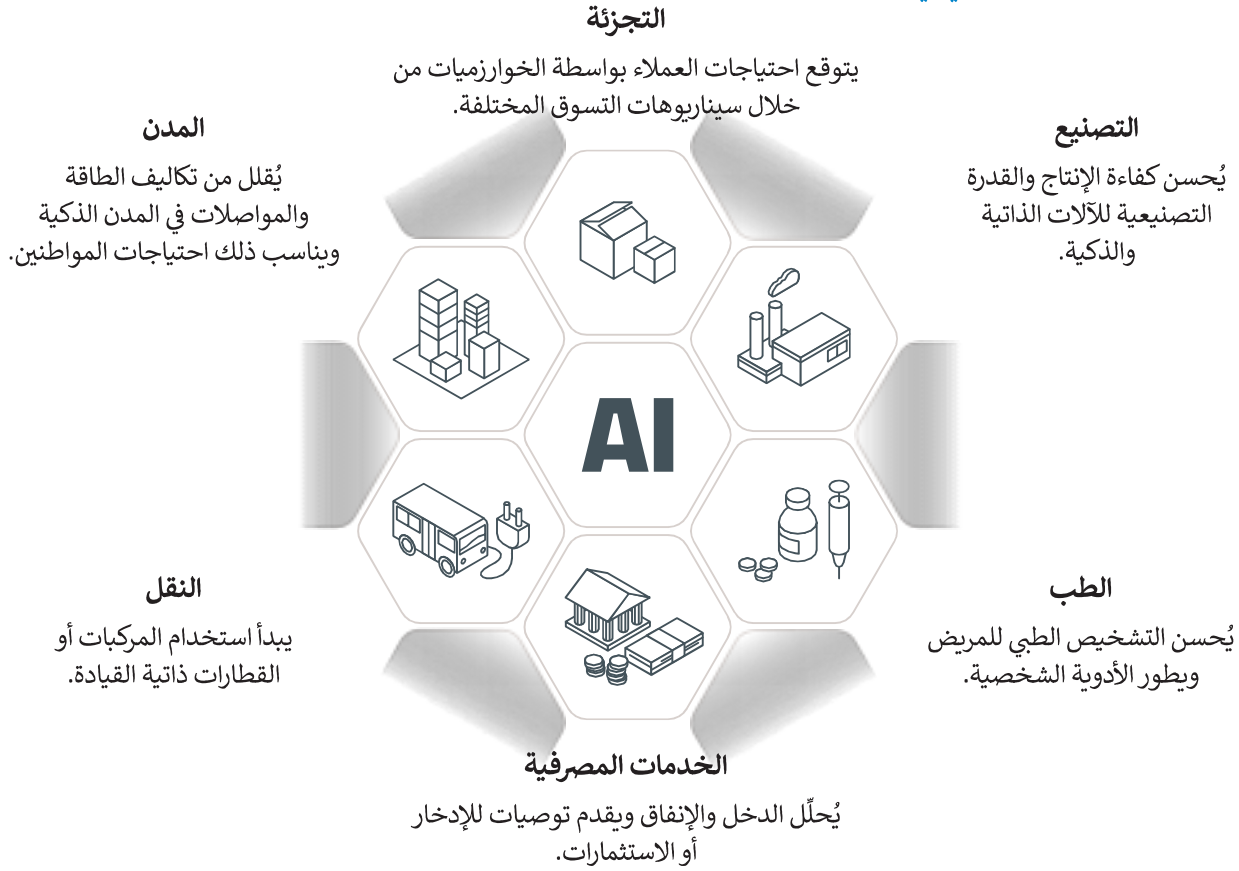 التجزئة
يتوقع احتياجات العملاء بواسطة الخوارزميات من
خلال سيناريوهات التسوق المختلفة.
التصنيع
يُحسن كفاءة الإنتاج والقدرة
التصنيعية للآلات الذاتية
والذكية.
المدن
يُقلل من تكاليف الطاقة
والمواصلات في المدن الذكية
ويناسب ذلك احتياجات المواطنين.
AI
الطب
يُحسن التشخيص الطبي للمريض
ويطور الأدوية الشخصية.
النقل
يبدأ استخدام المركبات أو
القطارات ذاتية القيادة.
الخدمات المصرفية
يُحلِّل الدخل والإنفاق ويقدم توصيات للإدخار
أو الاستثمارات.